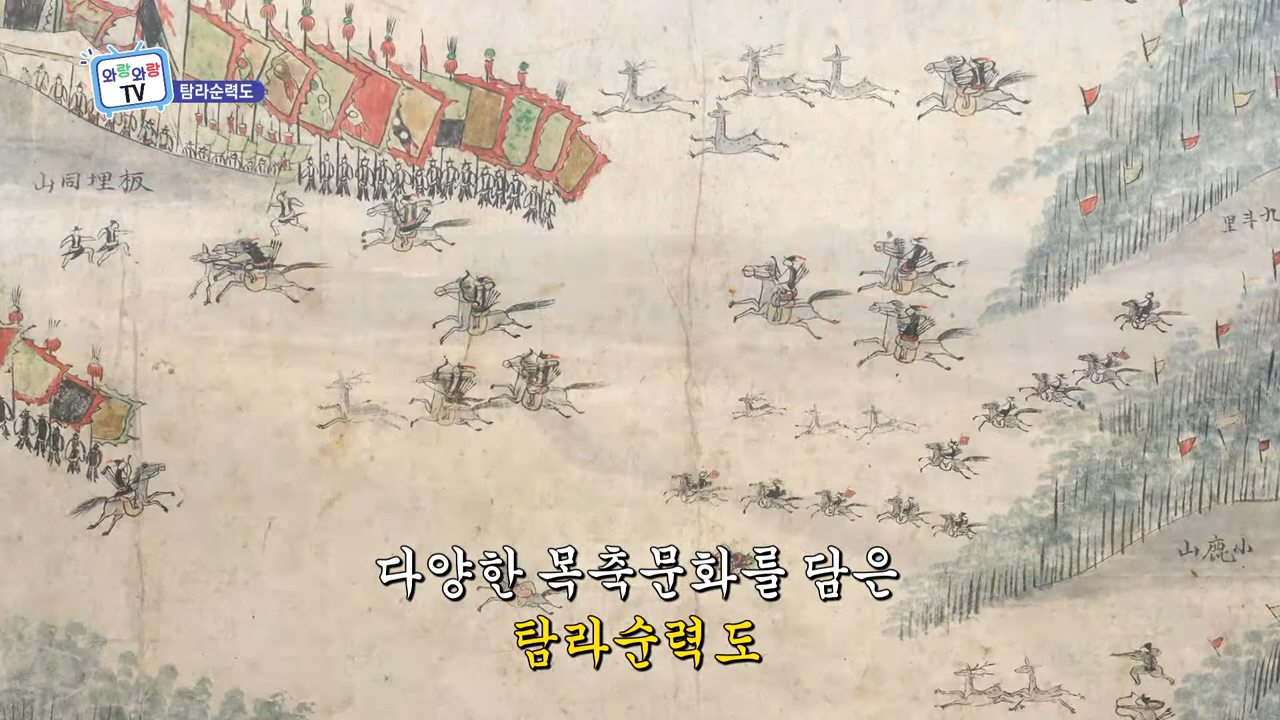 와랑와랑
TV
탐라순력도
山同埋板
里斗九
山鹿小
다양한 목축문화를 담은
탐라순력도